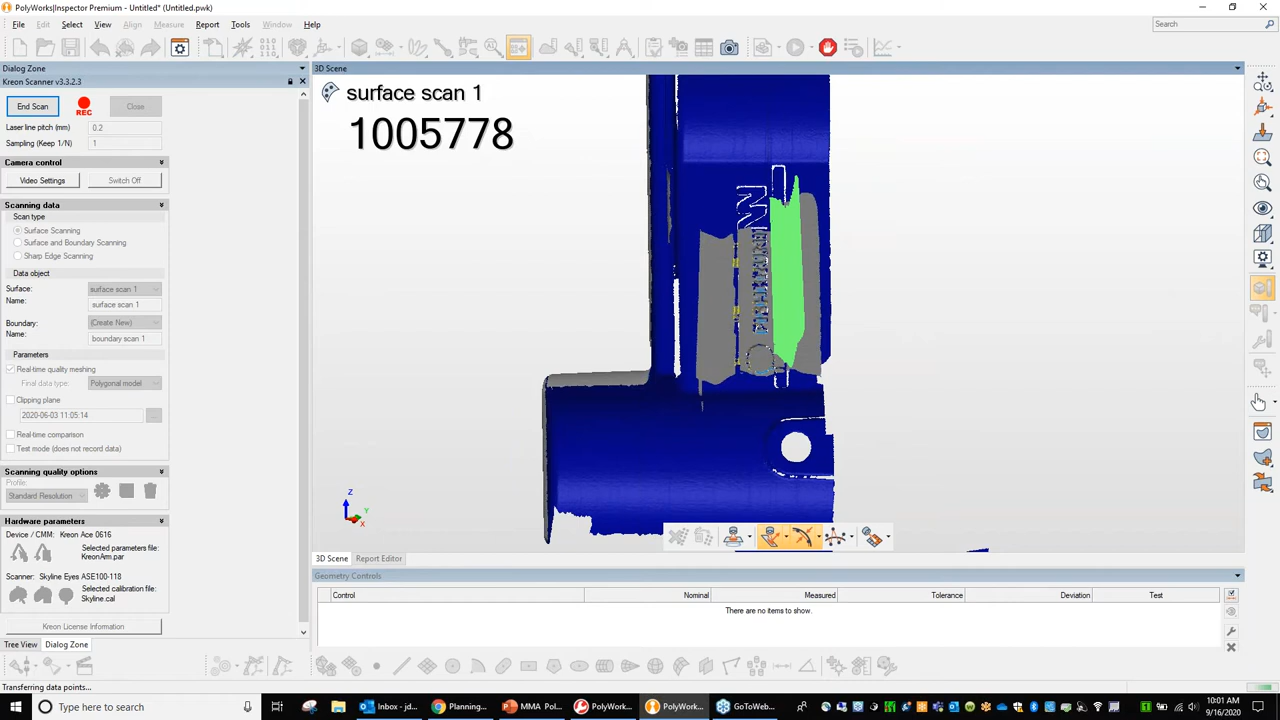 PolyWorks|Inspector Premium - Untitled* (Untitled.pwk)
File Edit Select View Align Measure Report Tools Window Help
Search
Dialog Zone
3D Scene
Kreon Scanner v3.3.2.3
End Scan
REC
Close
Laser line pitch (mm) 0.2
Sampling (Keep 1/N) 1
Camera control
Video Settings
Switch Off
Scanning data
Scan type
Surface Scanning
Surface and Boundary Scanning
Sharp Edge Scanning
Data object
Surface: surface scan 1
Name: surface scan 1
Boundary: (Create New)
Name: boundary scan 1
Parameters
Real-time quality meshing
Final data type: Polygonal model
Clipping plane
2020-06-03 11:05:14
...
Real-time comparison
Test mode (does not record data)
Scanning quality options
Profile:
Standard Resolution
Hardware parameters
Device / CMM: Kreon Ace 0616
Selected parameters file:
KreonArm.par
Scanner: Skyline Eyes ASE100-118
Selected calibration file:
Skyline.cal
Kreon License Information
Tree View
Dialog Zone
surface scan 1
1005778
Z
Y
X
3D Scene
Report Editor
Geometry Controls
Control Nominal Measured Tolerance Deviation Test
There are no items to show.
Transferring data points...
Type here to search
Inbox - jd...
Planning...
MMA Pol...
PolyWork...
PolyWork...
GoToWeb...
10:01 AM
9/16/2020